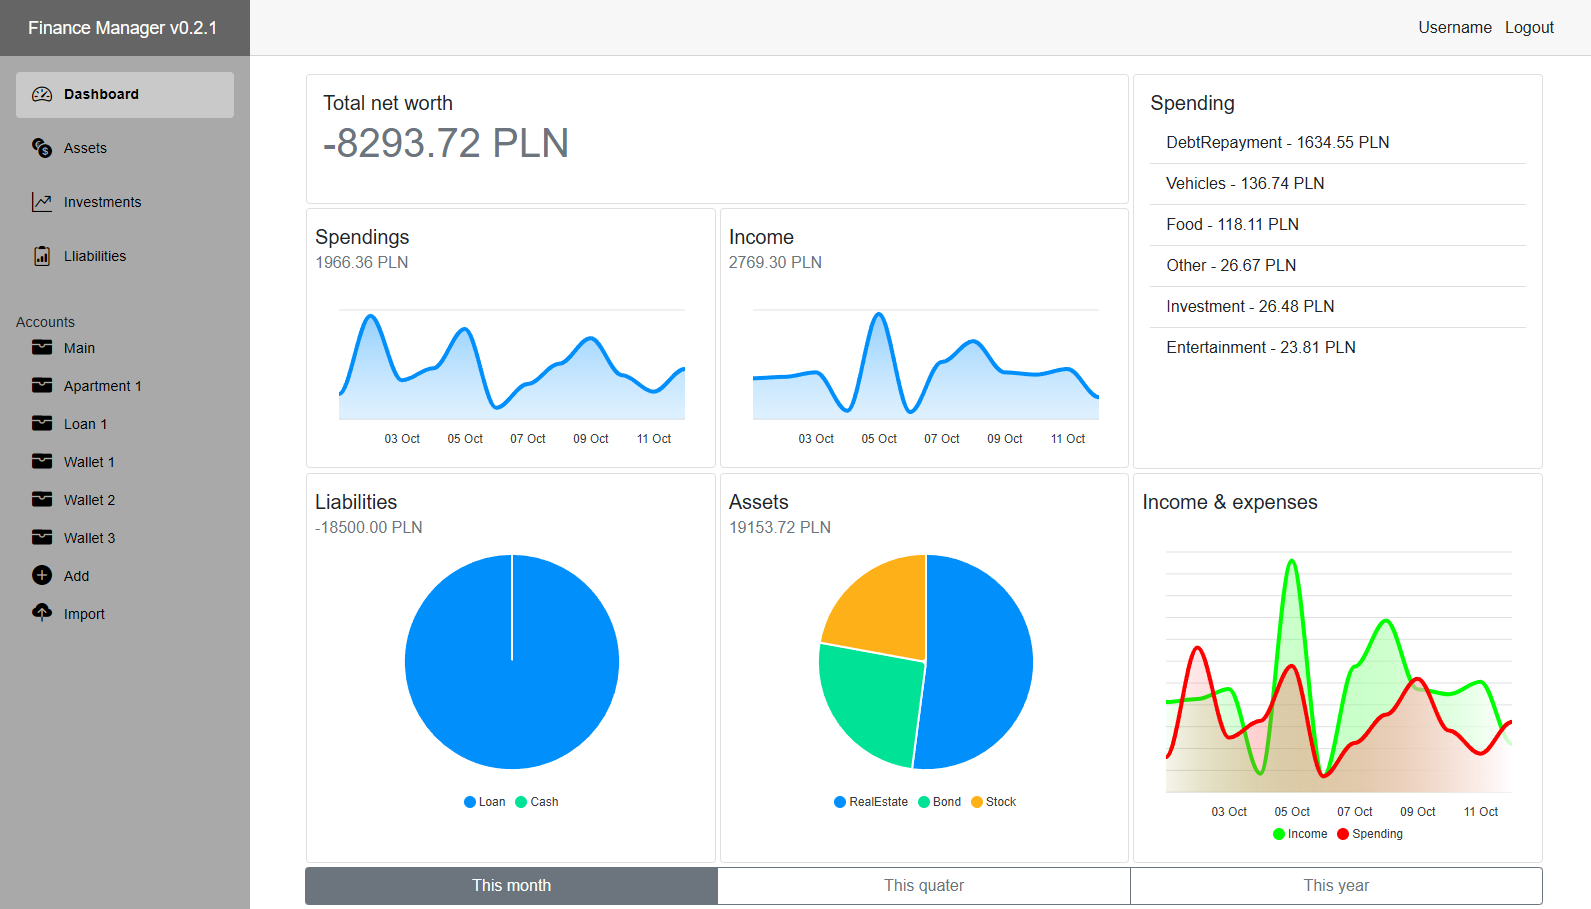 Finance Manager v0.2.1
Username Logout
Dashboard
Assets
Investments
Lliabilities
Accounts
Main
Apartment 1
Loan 1
Wallet 1
Wallet 2
Wallet 3
Add
Import
Total net worth
-8293.72 PLN
Spending
DebtRepayment - 1634.55 PLN
Vehicles - 136.74 PLN
Food - 118.11 PLN
Other - 26.67 PLN
Investment - 26.48 PLN
Entertainment - 23.81 PLN
Spendings
1966.36 PLN
03 Oct 05 Oct 07 Oct 09 Oct 11 Oct
Income
2769.30 PLN
03 Oct 05 Oct 07 Oct 09 Oct 11 Oct
Liabilities
-18500.00 PLN
Loan Cash
Assets
19153.72 PLN
RealEstate Bond Stock
Income & expenses
03 Oct 05 Oct 07 Oct 09 Oct 11 Oct
Income Spending
This month
This quater
This year